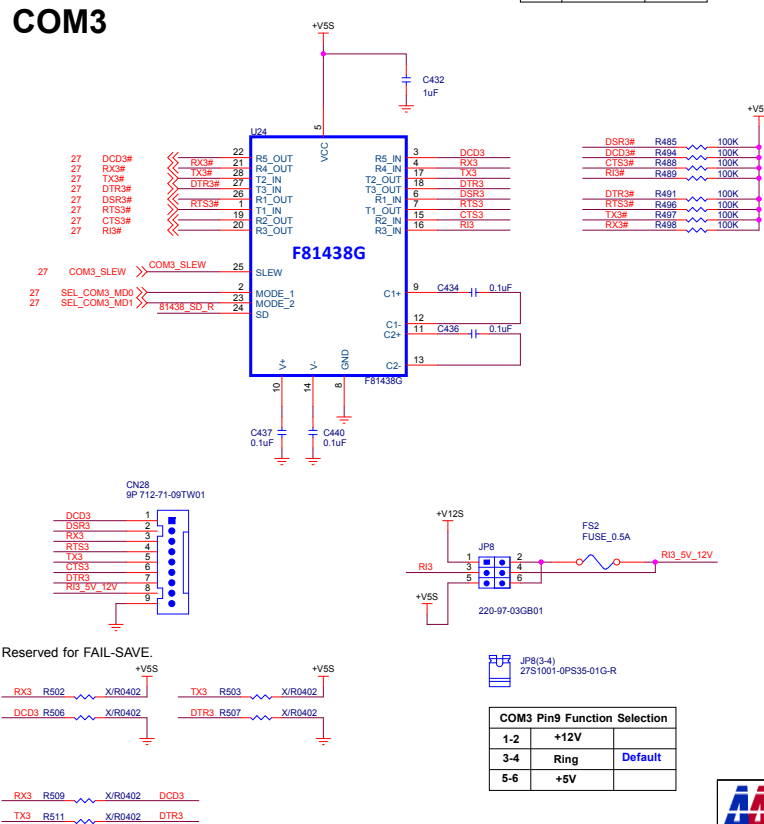 COM3
+V5S
C432
1uF
U24
5
VCC
27 DCD3# 22 R5_OUT R5_IN 3 DCD3
27 RX3# RX3# 21 R4_OUT R4_IN 4 RX3
27 TX3# TX3# 28 T2_IN T2_OUT 17 TX3
27 DTR3# DTR3# 27 T3_IN T3_OUT 18 DTR3
27 DSR3# 26 R1_OUT R1_IN 6 DSR3
27 RTS3# RTS3# 1 T1_IN T1_OUT 7 RTS3
27 CTS3# 19 R2_OUT R2_IN 15 CTS3
27 RI3# 20 R3_OUT R3_IN 16 RI3
F81438G
27 COM3_SLEW COM3_SLEW 25 SLEW
27 SEL_COM3_MD0 2 MODE_1
27 SEL_COM3_MD1 23 MODE_2
81438_SD_R 24 SD
C1+ 9 C434 0.1uF
C1- 12
C2+ 11 C436 0.1uF
C2- 13
V+ V- GND
10 14 8
F81438G
C437
0.1uF
C440
0.1uF
+V5
DSR3# R485 100K
DCD3# R494 100K
CTS3# R488 100K
RI3# R489 100K
DTR3# R491 100K
RTS3# R496 100K
TX3# R497 100K
RX3# R498 100K
CN28
9P 712-71-09TW01
DCD3 1
DSR3 2
RX3 3
RTS3 4
TX3 5
CTS3 6
DTR3 7
RI3_5V_12V 8
9
+V12S
JP8
1 2
RI3 3 4
5 6
+V5S
220-97-03GB01
FS2
FUSE_0.5A
RI3_5V_12V
JP8(3-4)
27S1001-0PS35-01G-R
Reserved for FAIL-SAVE.
+V5S
RX3 R502 X/R0402
DCD3 R506 X/R0402
+V5S
TX3 R503 X/R0402
DTR3 R507 X/R0402
RX3 R509 X/R0402 DCD3
TX3 R511 X/R0402 DTR3
COM3 Pin9 Function Selection
1-2 +12V
3-4 Ring Default
5-6 +5V